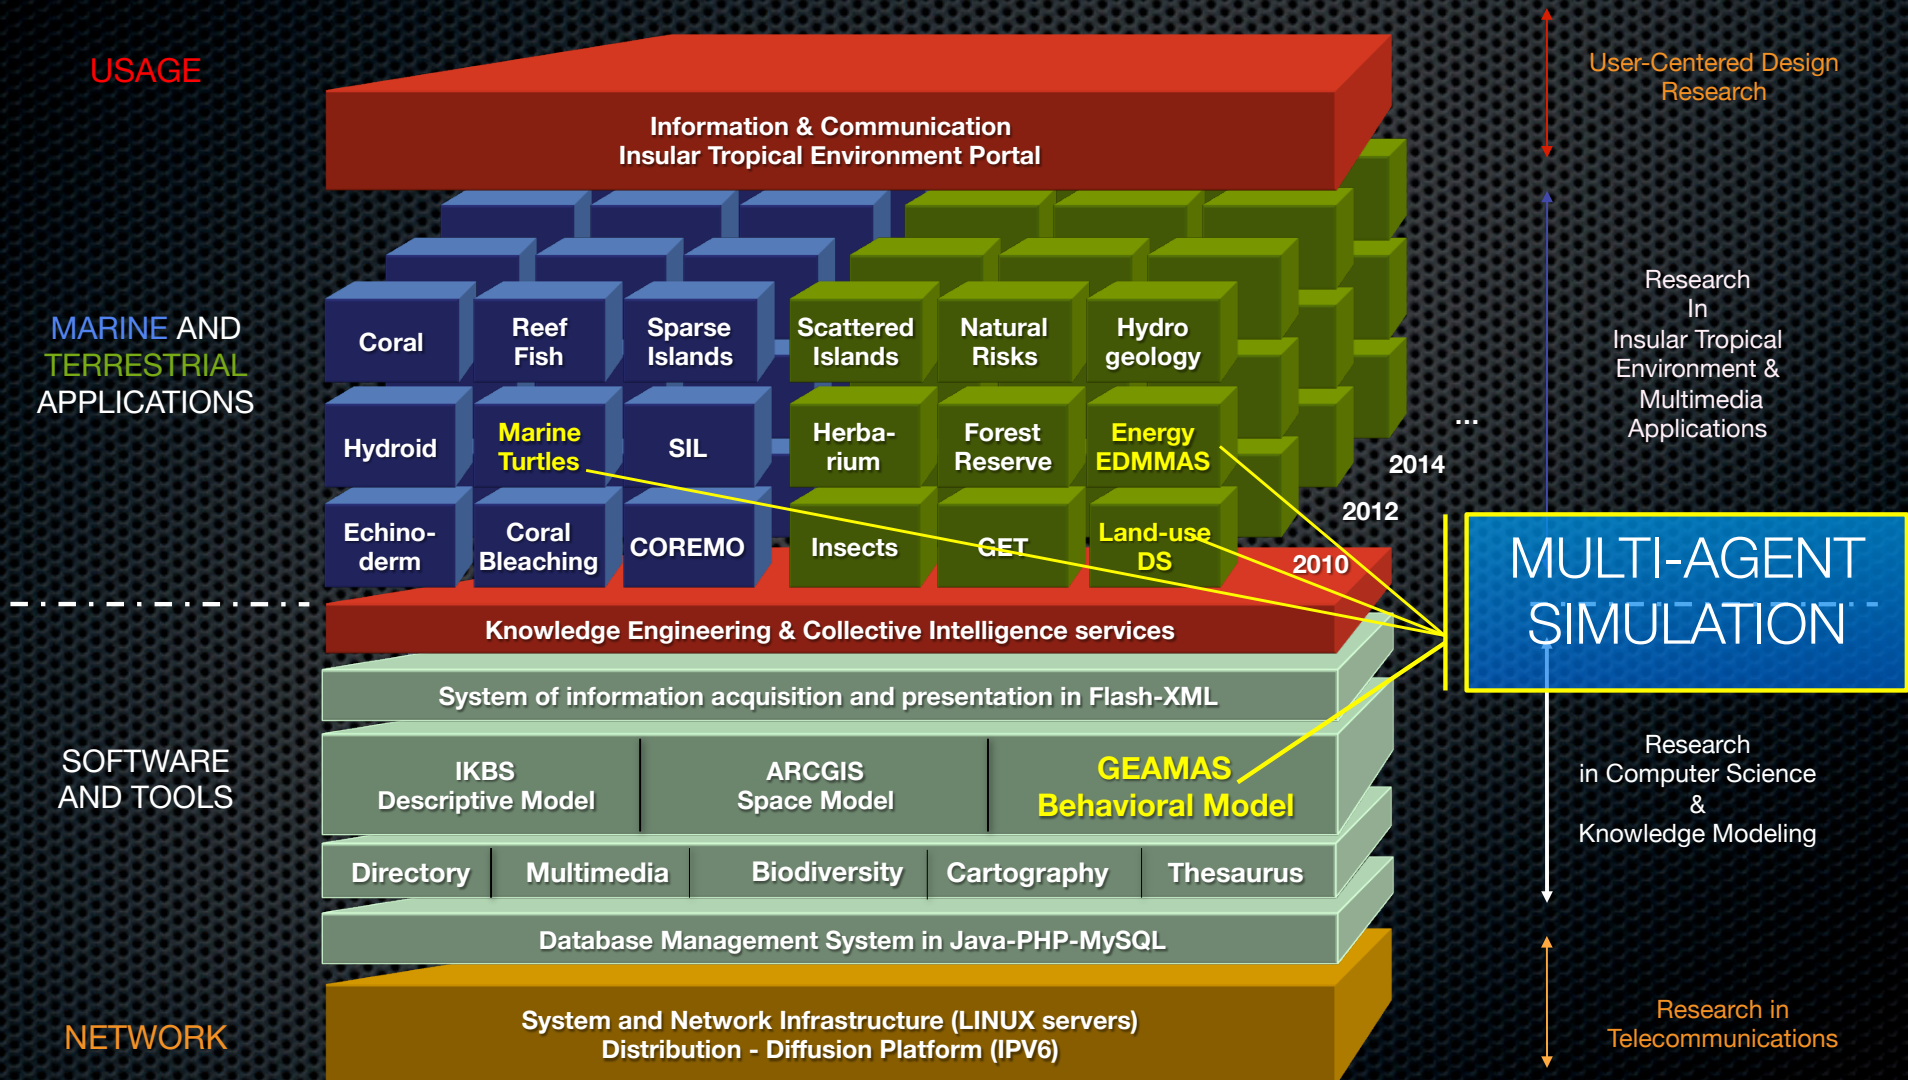 USAGE
User-Centered Design
Research
Information & Communication
Insular Tropical Environment Portal
MARINE AND
TERRESTRIAL
APPLICATIONS
Coral
Reef
Fish
Sparse
Islands
Scattered
Islands
Natural
Risks
Hydro
geology
Hydroid
Marine
Turtles
SIL
Herba-
rium
Forest
Reserve
Energy
EDMMAS
Echino-
derm
Coral
Bleaching
COREMO
Insects
GET
Land-use
DS
2010
2012
2014
...
Research
In
Insular Tropical
Environment &
Multimedia
Applications
MULTI-AGENT
SIMULATION
Knowledge Engineering & Collective Intelligence services
SOFTWARE
AND TOOLS
System of information acquisition and presentation in Flash-XML
IKBS
Descriptive Model
ARCGIS
Space Model
GEAMAS
Behavioral Model
Directory
Multimedia
Biodiversity
Cartography
Thesaurus
Database Management System in Java-PHP-MySQL
Research
in Computer Science
&
Knowledge Modeling
NETWORK
System and Network Infrastructure (LINUX servers)
Distribution - Diffusion Platform (IPV6)
Research in
Telecommunications